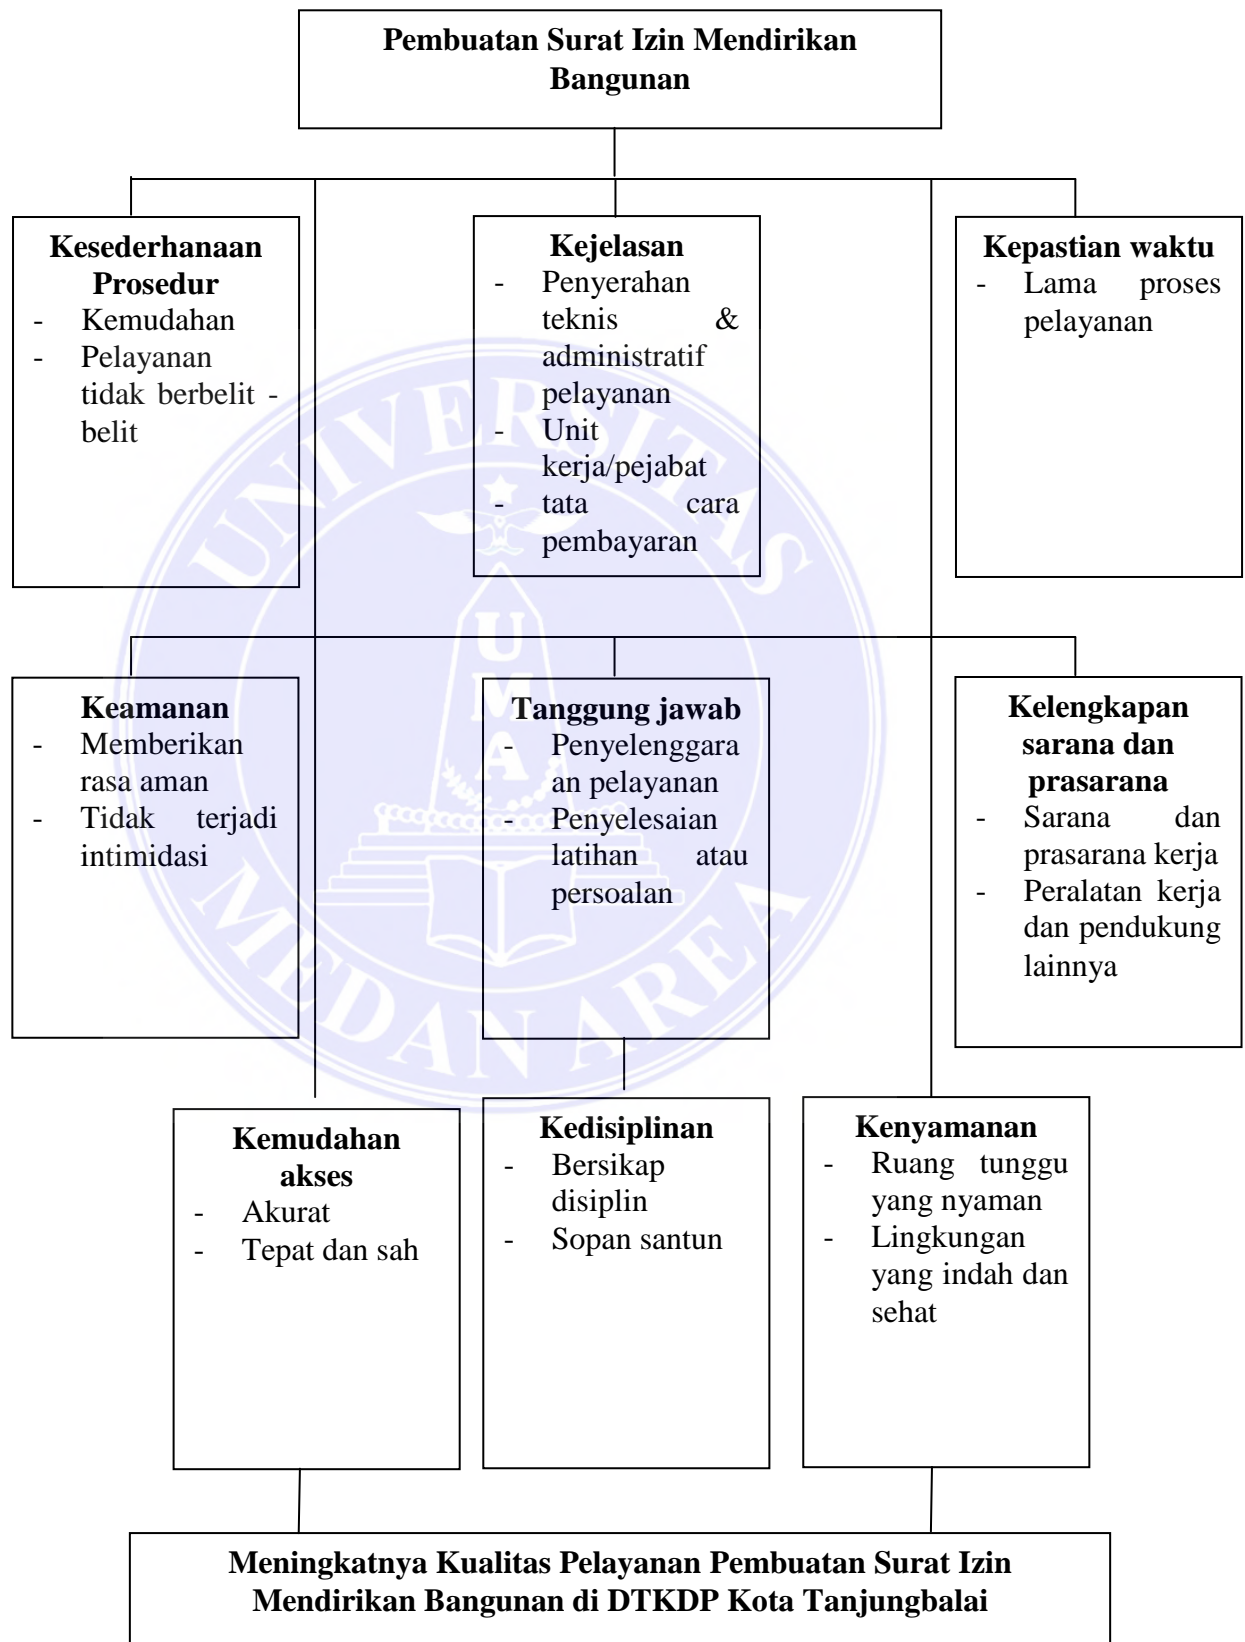 Pembuatan Surat Izin Mendirikan
Bangunan
Kesederhanaan
Prosedur
- Kemudahan
- Pelayanan
tidak berbelit -
belit
Kejelasan
- Penyerahan
teknis &
administratif
pelayanan
- Unit
kerja/pejabat
- tata cara
pembayaran
Kepastian waktu
- Lama proses
pelayanan
Keamanan
- Memberikan
rasa aman
- Tidak terjadi
intimidasi
Tanggung jawab
- Penyelenggara
an pelayanan
- Penyelesaian
latihan atau
persoalan
Kelengkapan
sarana dan
prasarana
- Sarana dan
prasarana kerja
- Peralatan kerja
dan pendukung
lainnya
Kemudahan
akses
- Akurat
- Tepat dan sah
Kedisiplinan
- Bersikap
disiplin
- Sopan santun
Kenyamanan
- Ruang tunggu
yang nyaman
- Lingkungan
yang indah dan
sehat
Meningkatnya Kualitas Pelayanan Pembuatan Surat Izin
Mendirikan Bangunan di DTKDP Kota Tanjungbalai
UNIVERSITAS
MEDAN AREA
UMA